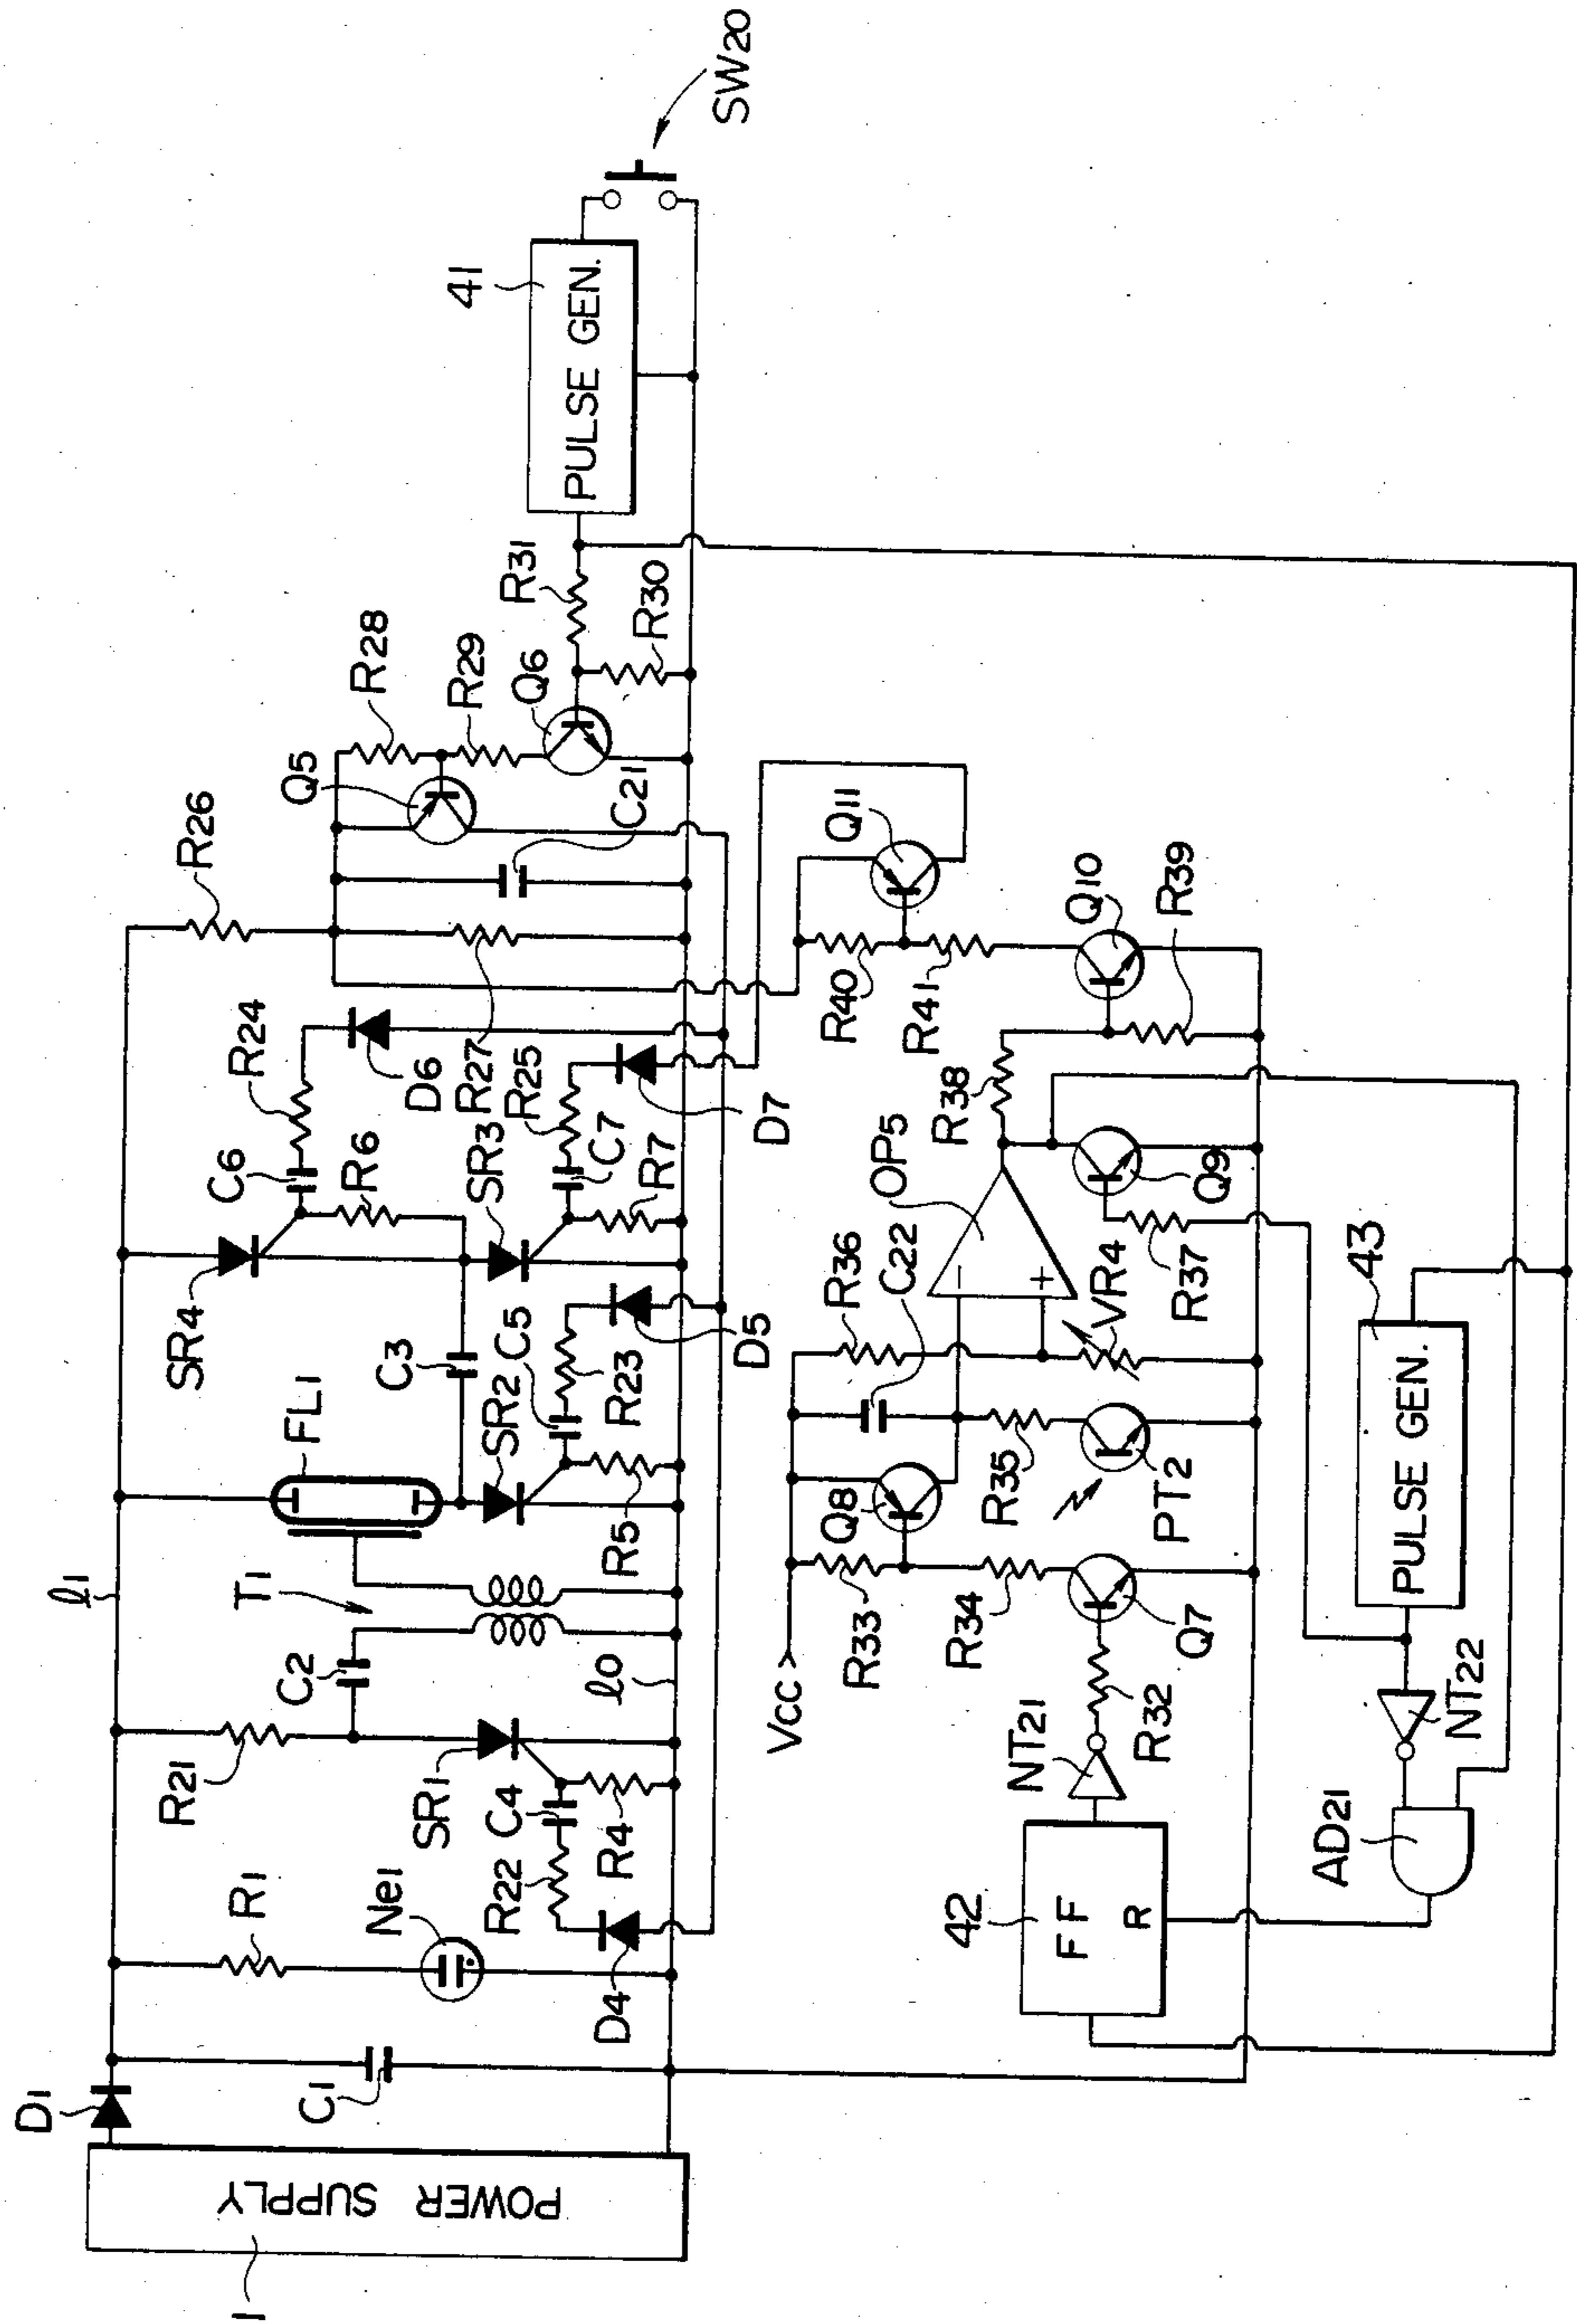 1
POWER SUPPLY
D1
C1
R1
Ne1
D4
R22
C4
R4
SR1
R21
C2
T1
ℓ1
ℓ0
FL1
SR2
R5
C5
R23
D5
C3
SR4
C6
R6
R24
D6
SR3
C7
R7
R25
D7
R27
R26
Q5
C21
R28
R29
Q6
R31
R30
41
PULSE GEN.
SW20
Vcc
R33
R34
Q8
Q7
R32
NT21
42
FF
R
C22
R35
PT2
R36
VR4
OP5
−
+
R38
Q9
R37
R40
R41
Q11
Q10
R39
43
PULSE GEN.
NT22
AD21